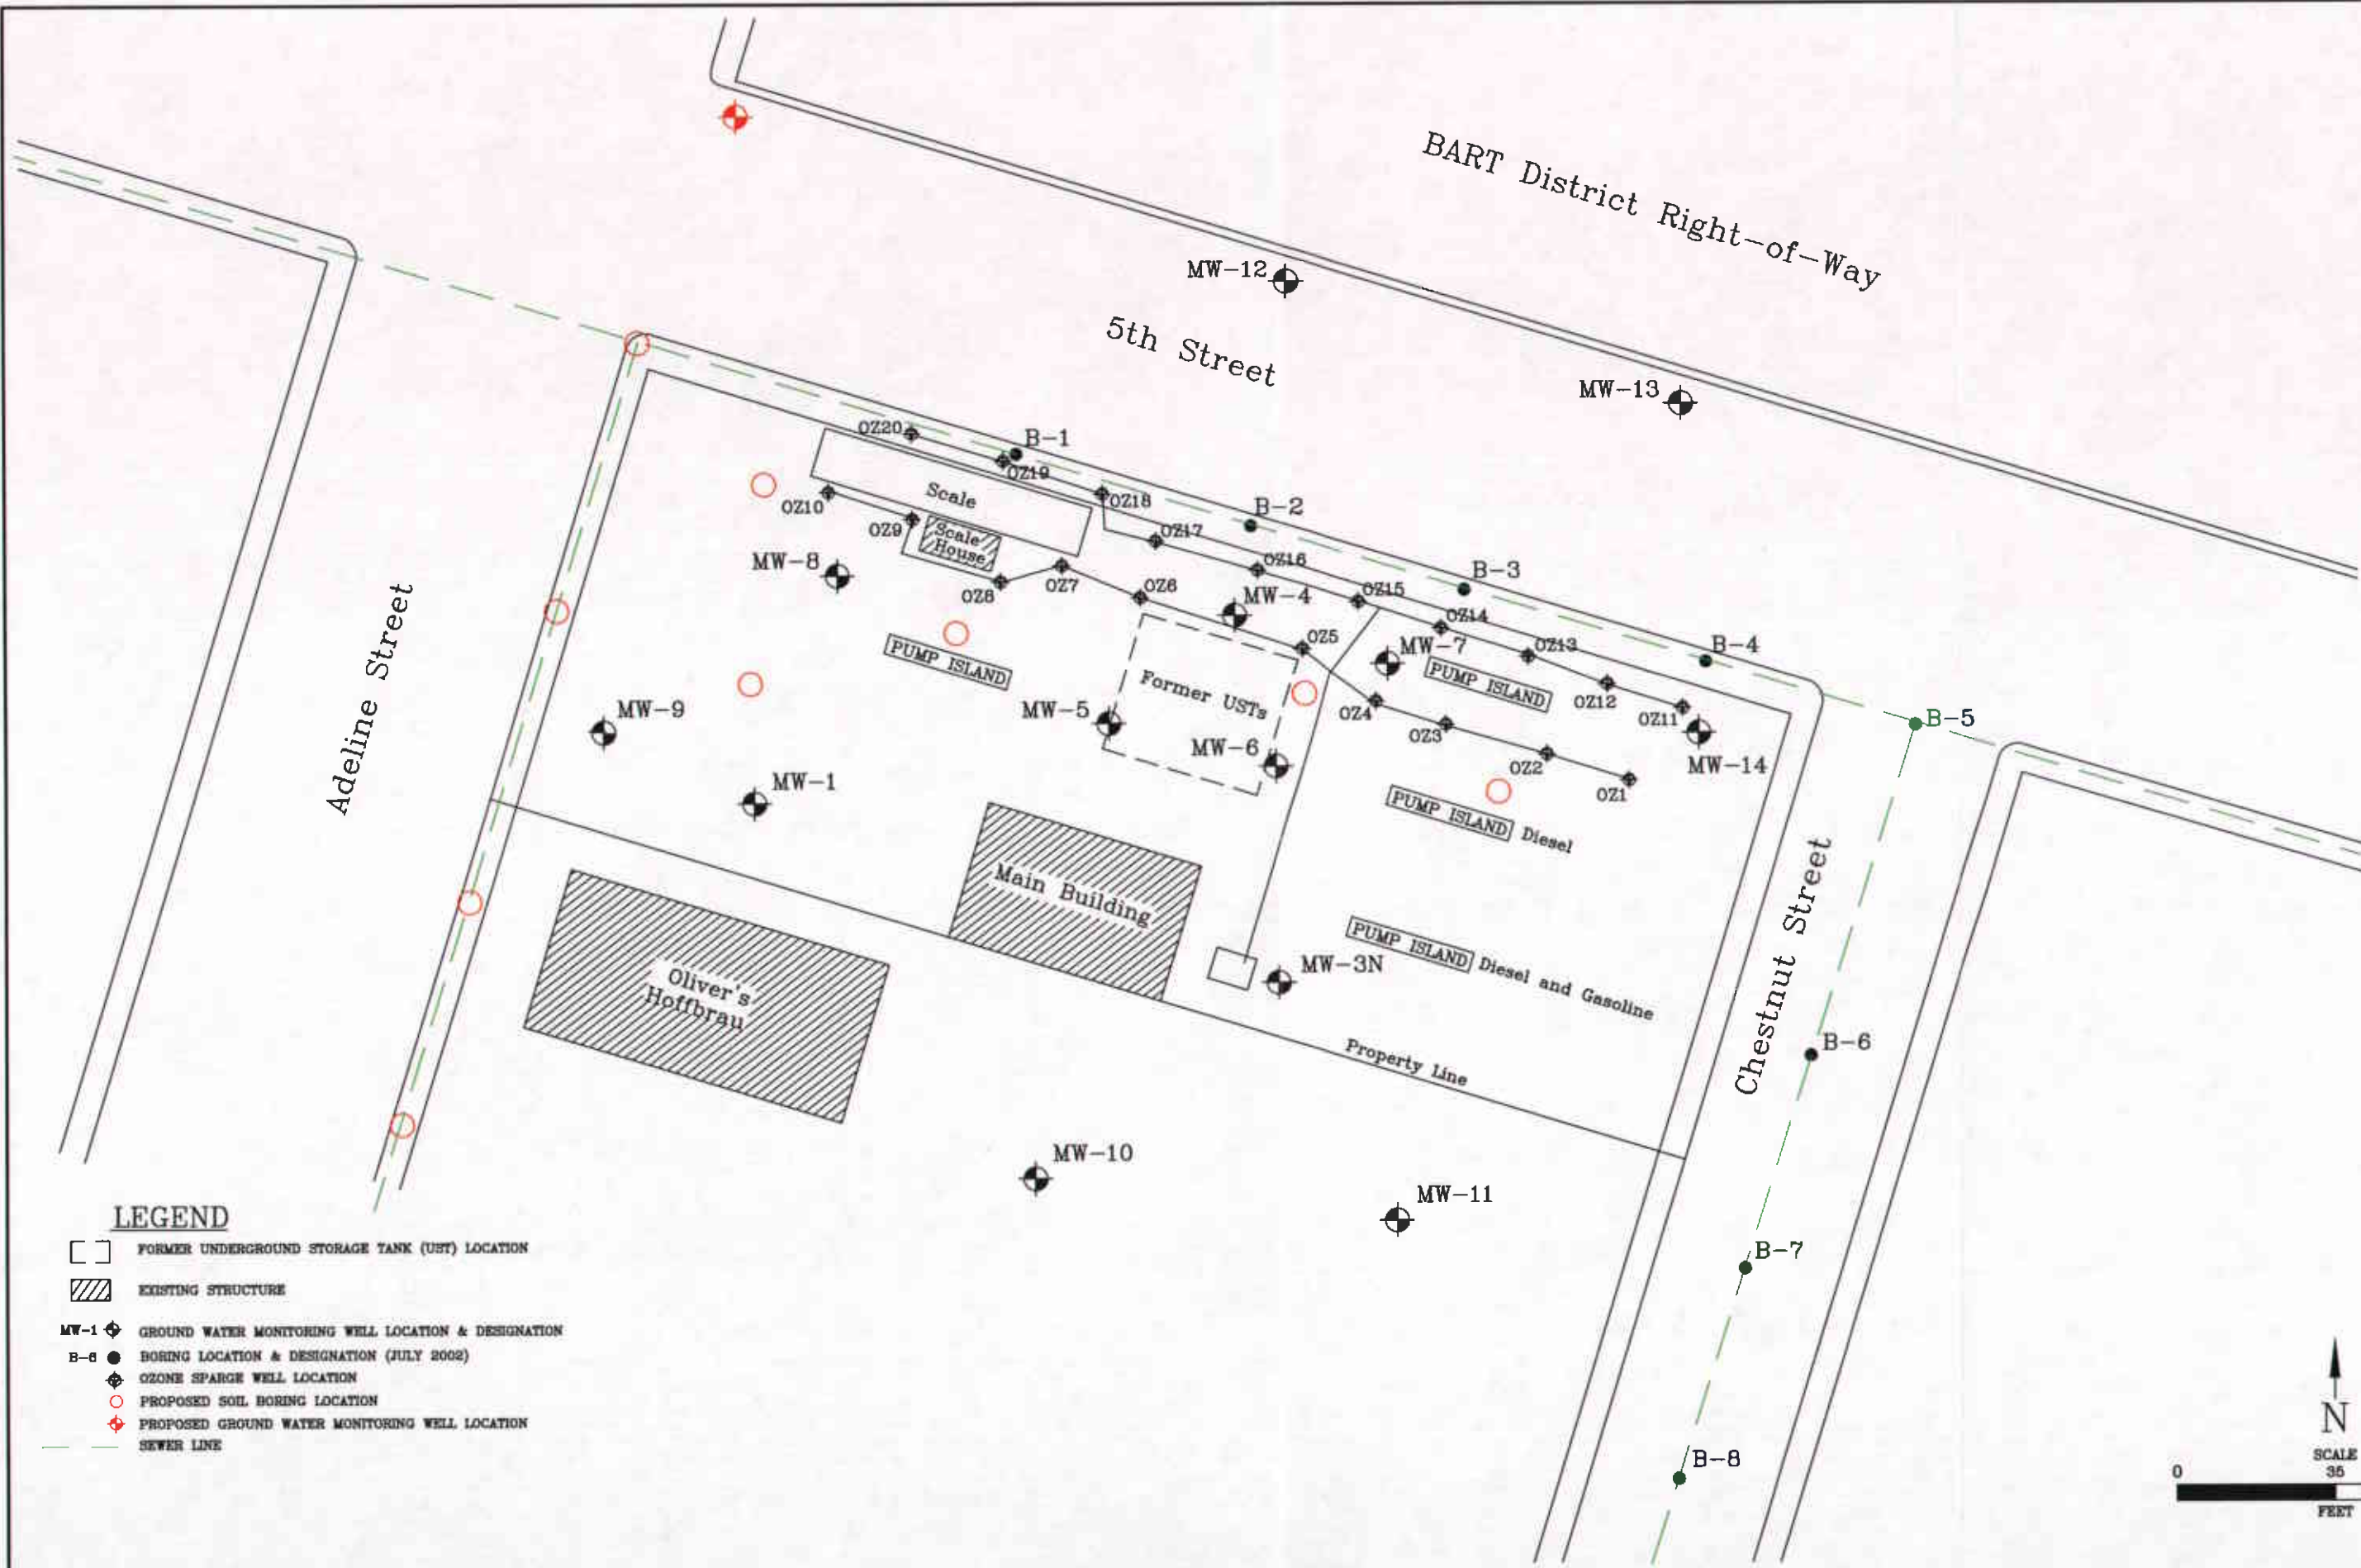 BART District Right-of-Way
MW-12
5th Street
MW-13
OZ20
B-1
OZ19
Scale
OZ18
OZ10
B-2
OZ9
Scale
House
OZ17
MW-8
OZ16
B-3
OZ8
OZ7
OZ6
MW-4
OZ15
OZ14
OZ5
MW-7
OZ13
B-4
PUMP ISLAND
PUMP ISLAND
Former USTs
OZ12
Adeline Street
MW-9
MW-5
OZ4
OZ11
B-5
OZ3
MW-6
OZ2
MW-14
MW-1
OZ1
PUMP ISLAND Diesel
Main Building
Chestnut Street
PUMP ISLAND Diesel and Gasoline
MW-3N
Oliver's
Hoffbrau
Property Line
B-6
MW-10
MW-11
B-7
B-8
LEGEND
FORMER UNDERGROUND STORAGE TANK (UST) LOCATION
EXISTING STRUCTURE
MW-1 GROUND WATER MONITORING WELL LOCATION & DESIGNATION
B-6 BORING LOCATION & DESIGNATION (JULY 2002)
OZONE SPARGE WELL LOCATION
PROPOSED SOIL BORING LOCATION
PROPOSED GROUND WATER MONITORING WELL LOCATION
SEWER LINE
N
SCALE
0 35
FEET